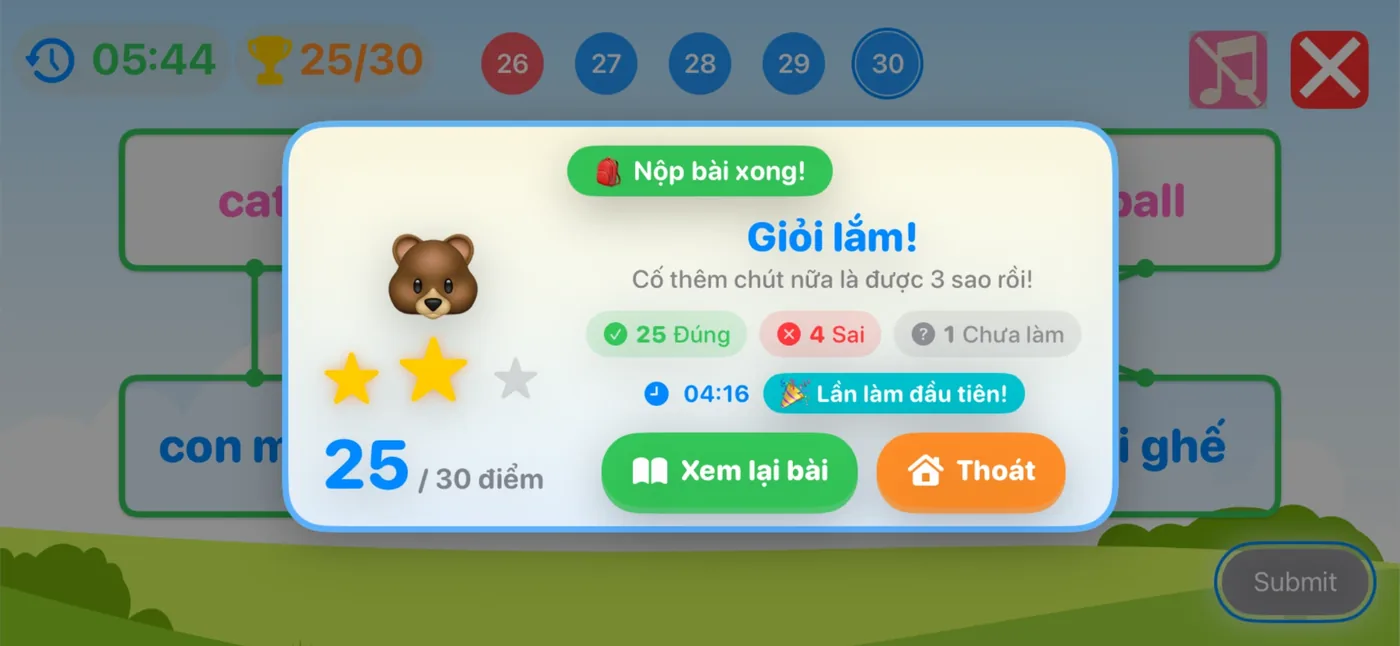 05:44
25/30
26
27
28
29
30
Nộp bài xong!
Giỏi lắm!
Cố thêm chút nữa là được 3 sao rồi!
25 Đúng
4 Sai
1 Chưa làm
04:16
Lần làm đầu tiên!
25 / 30 điểm
Xem lại bài
Thoát
cat
ball
con
ghế
Submit